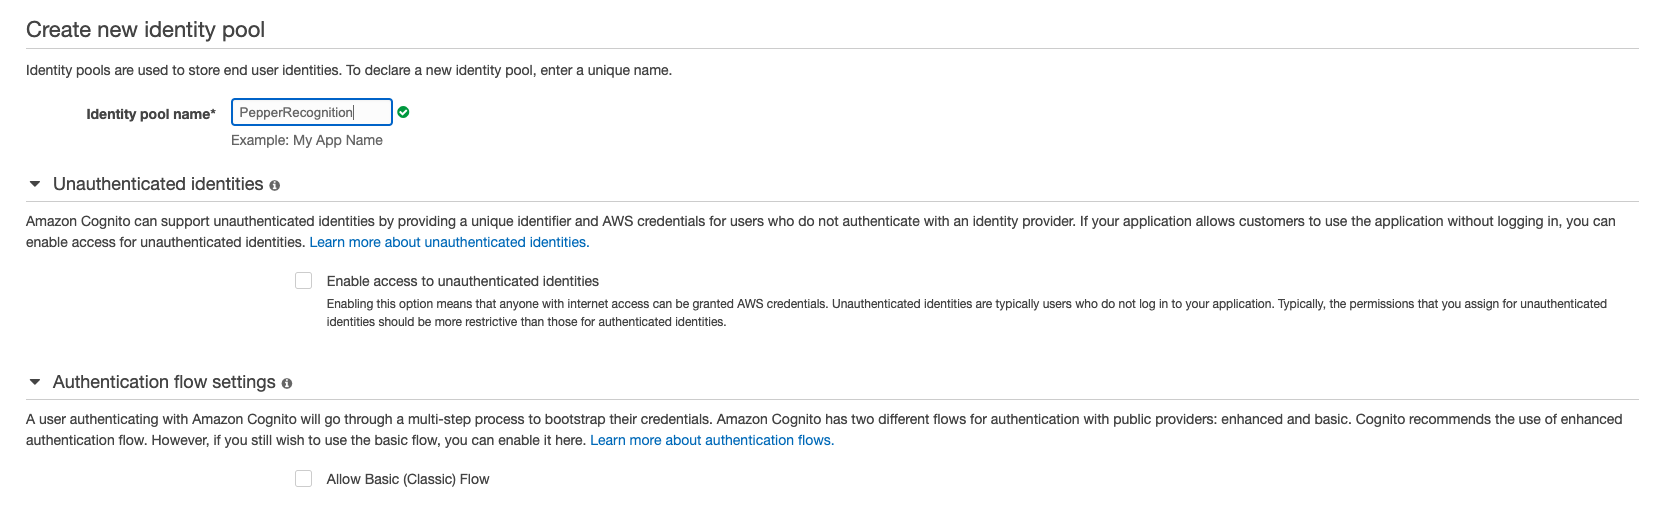 Create new identity pool
Identity pools are used to store end user identities. To declare a new identity pool, enter a unique name.
Identity pool name* PepperRecognition
Example: My App Name
Unauthenticated identities
Amazon Cognito can support unauthenticated identities by providing a unique identifier and AWS credentials for users who do not authenticate with an identity provider. If your application allows customers to use the application without logging in, you can
enable access for unauthenticated identities. Learn more about unauthenticated identities.
Enable access to unauthenticated identities
Enabling this option means that anyone with internet access can be granted AWS credentials. Unauthenticated identities are typically users who do not log in to your application. Typically, the permissions that you assign for unauthenticated
identities should be more restrictive than those for authenticated identities.
Authentication flow settings
A user authenticating with Amazon Cognito will go through a multi-step process to bootstrap their credentials. Amazon Cognito has two different flows for authentication with public providers: enhanced and basic. Cognito recommends the use of enhanced
authentication flow. However, if you still wish to use the basic flow, you can enable it here. Learn more about authentication flows.
Allow Basic (Classic) Flow